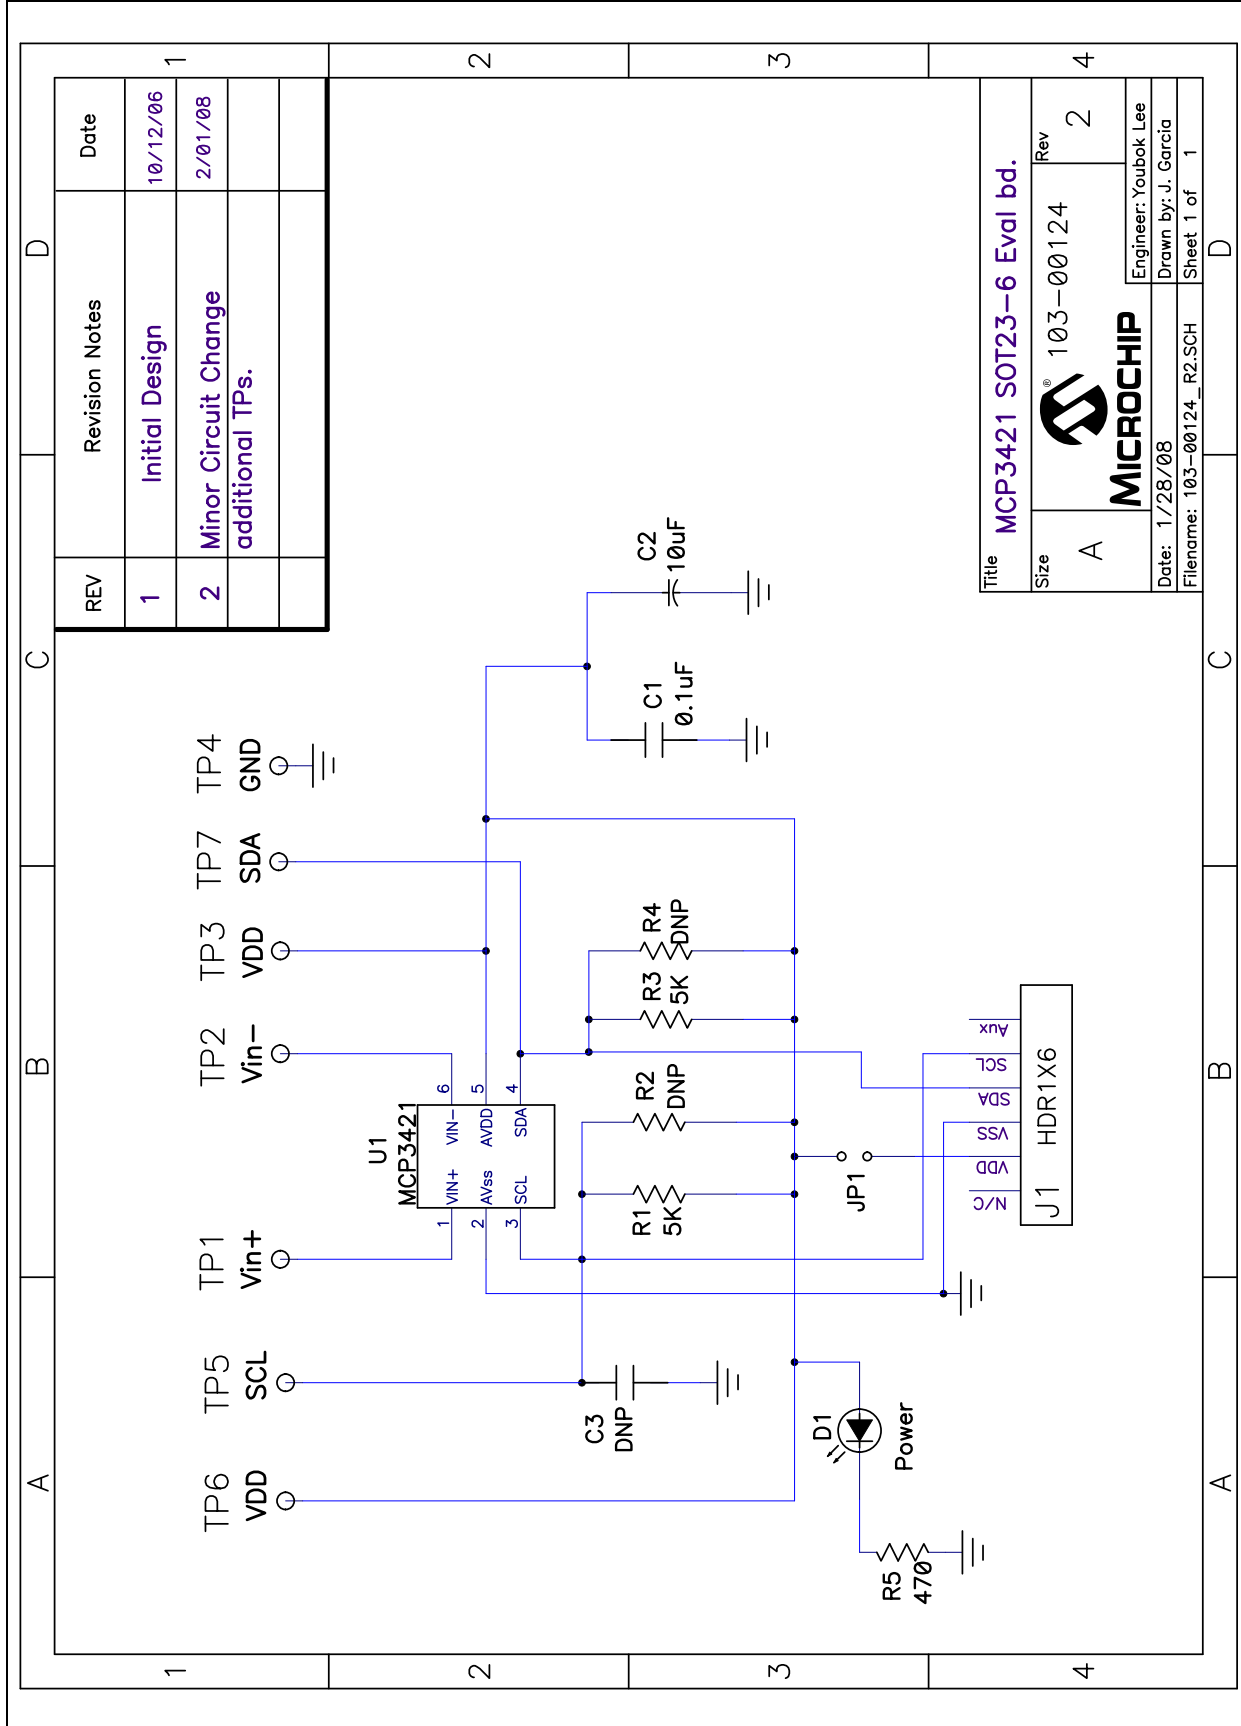 A
B
C
D
1
2
3
4
REV
Revision Notes
Date
1
Initial Design
10/12/06
2
Minor Circuit Change
2/01/08
additional TPs.
TP6
VDD
TP5
SCL
TP1
Vin+
TP2
Vin-
TP3
VDD
TP7
SDA
TP4
GND
U1
MCP3421
1
VIN+
VIN-
6
2
AVss
AVDD
5
3
SCL
SDA
4
C3
DNP
R1
5K
R2
DNP
R3
5K
R4
DNP
C1
0.1uF
C2
10uF
D1
Power
R5
470
JP1
N/C
VDD
VSS
SDA
SCL
Aux
J1
HDR1X6
Title
MCP3421 SOT23-6 Eval bd.
Size
A
®
MICROCHIP
103-00124
Rev
2
Engineer: Youbok Lee
Date: 1/28/08
Drawn by: J. Garcia
Filename: 103-00124_R2.SCH
Sheet 1 of 1
1
2
3
4
A
B
C
D